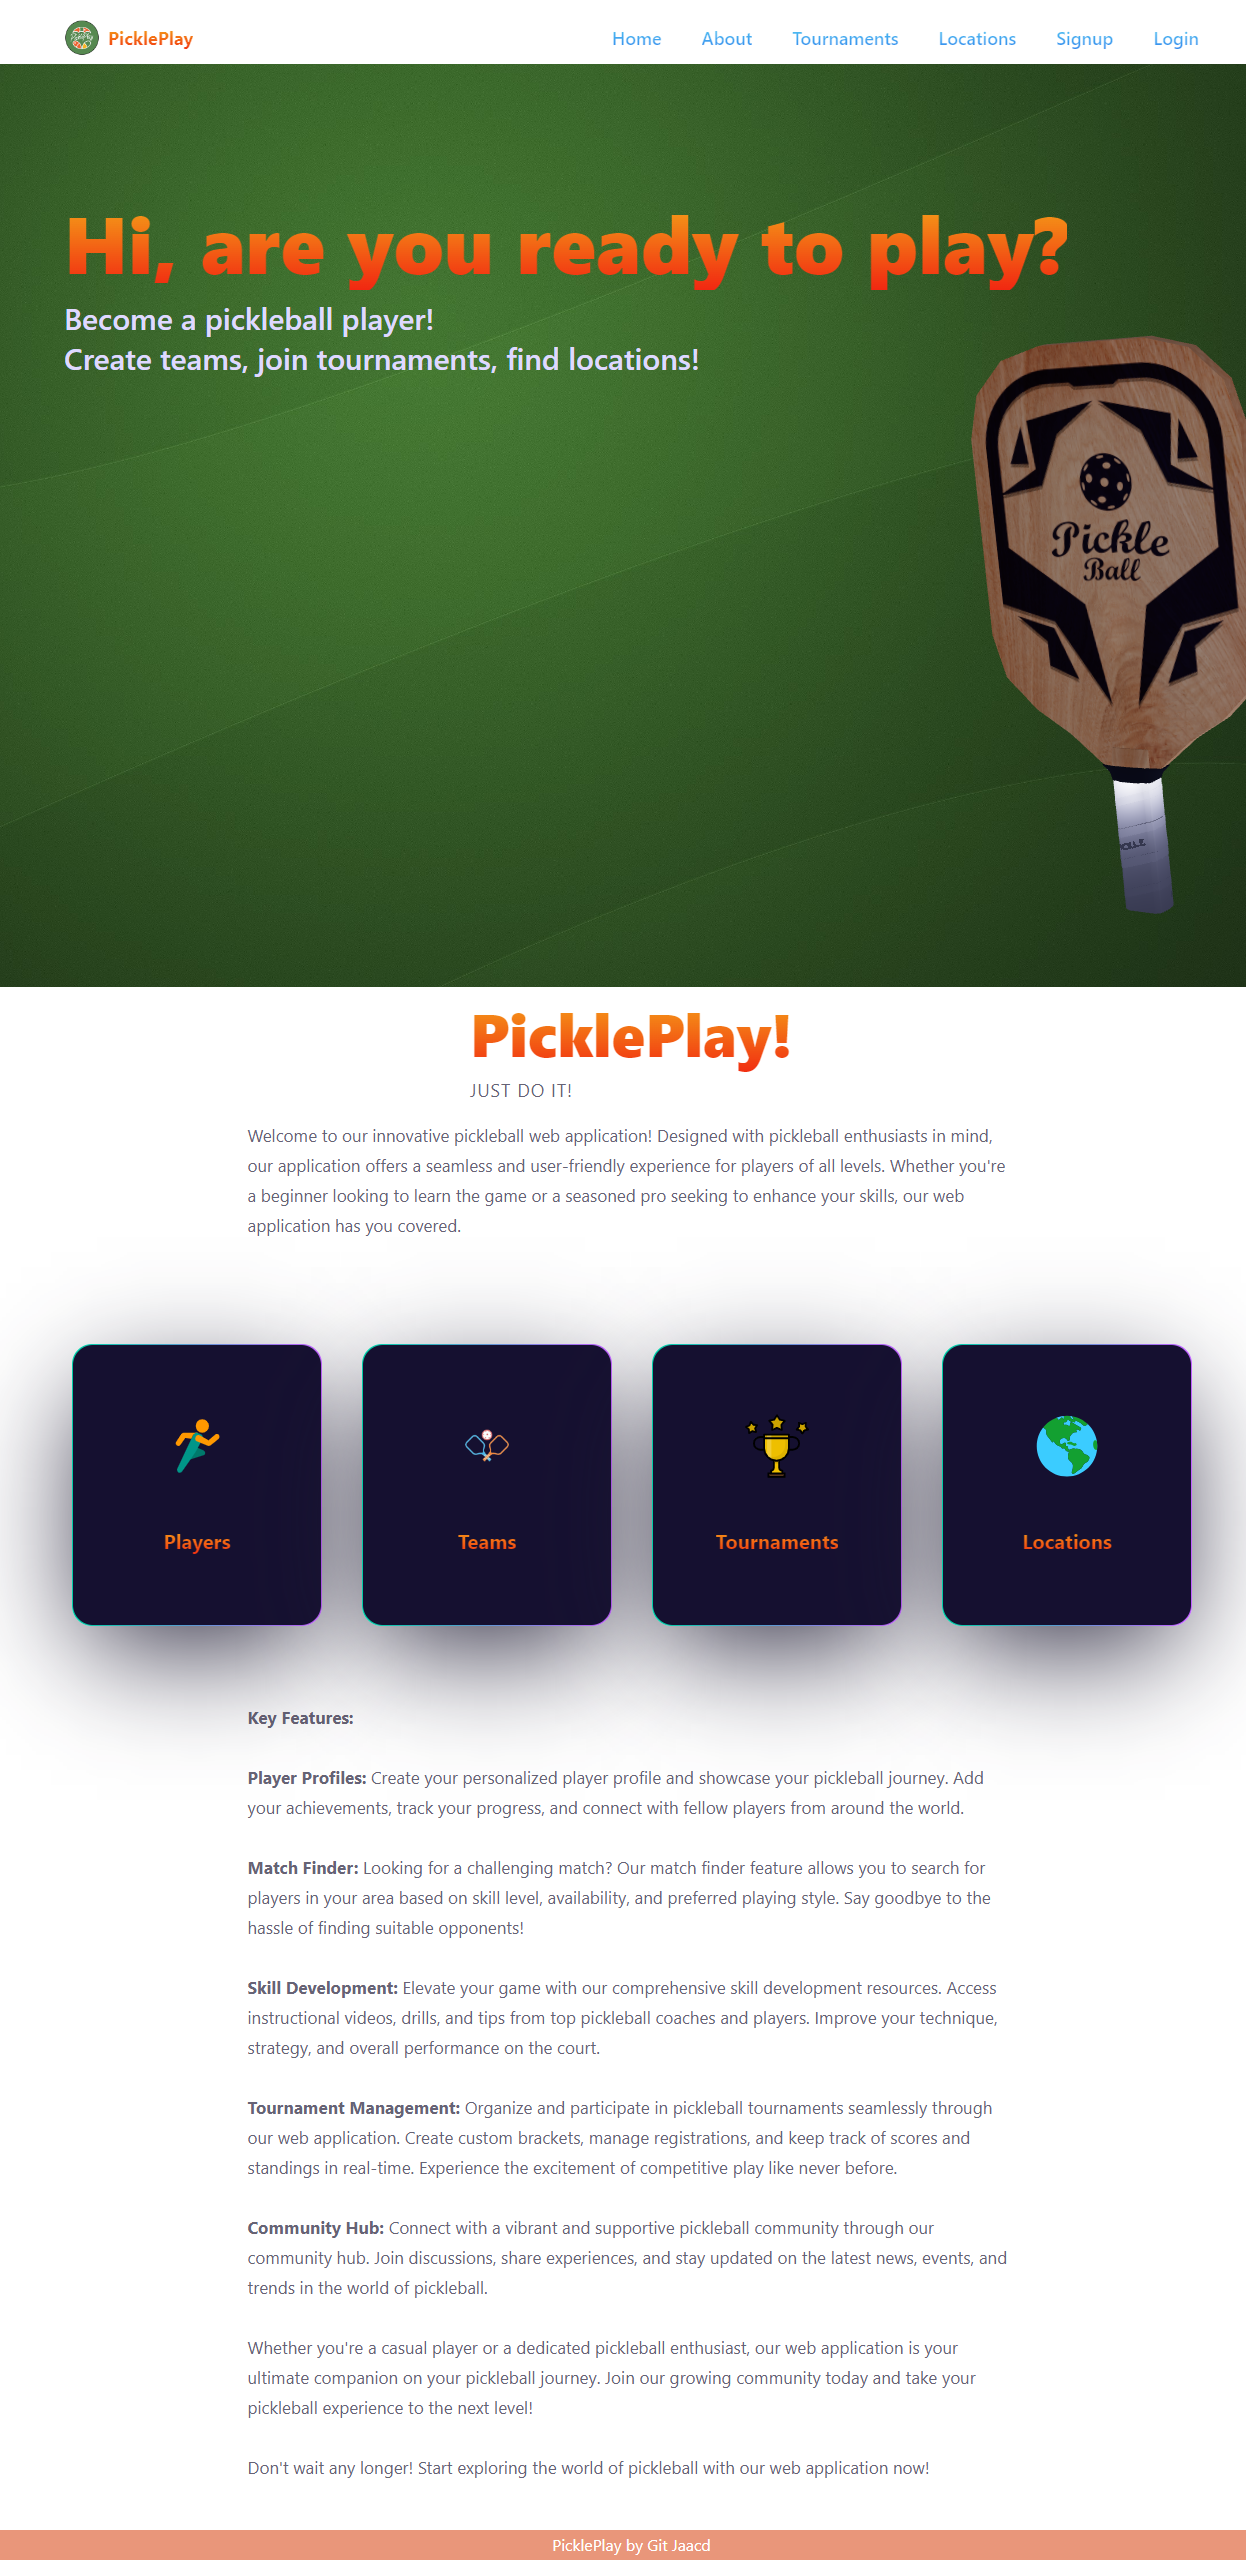 PicklePlay
Home About Tournaments Locations Signup Login
Hi, are you ready to play?
Become a pickleball player!
Create teams, join tournaments, find locations!
Pickle
Ball
PicklePlay!
JUST DO IT!
Welcome to our innovative pickleball web application! Designed with pickleball enthusiasts in mind,
our application offers a seamless and user-friendly experience for players of all levels. Whether you're
a beginner looking to learn the game or a seasoned pro seeking to enhance your skills, our web
application has you covered.
Players
Teams
Tournaments
Locations
Key Features:
Player Profiles: Create your personalized player profile and showcase your pickleball journey. Add
your achievements, track your progress, and connect with fellow players from around the world.
Match Finder: Looking for a challenging match? Our match finder feature allows you to search for
players in your area based on skill level, availability, and preferred playing style. Say goodbye to the
hassle of finding suitable opponents!
Skill Development: Elevate your game with our comprehensive skill development resources. Access
instructional videos, drills, and tips from top pickleball coaches and players. Improve your technique,
strategy, and overall performance on the court.
Tournament Management: Organize and participate in pickleball tournaments seamlessly through
our web application. Create custom brackets, manage registrations, and keep track of scores and
standings in real-time. Experience the excitement of competitive play like never before.
Community Hub: Connect with a vibrant and supportive pickleball community through our
community hub. Join discussions, share experiences, and stay updated on the latest news, events, and
trends in the world of pickleball.
Whether you're a casual player or a dedicated pickleball enthusiast, our web application is your
ultimate companion on your pickleball journey. Join our growing community today and take your
pickleball experience to the next level!
Don't wait any longer! Start exploring the world of pickleball with our web application now!
PicklePlay by Git Jaacd